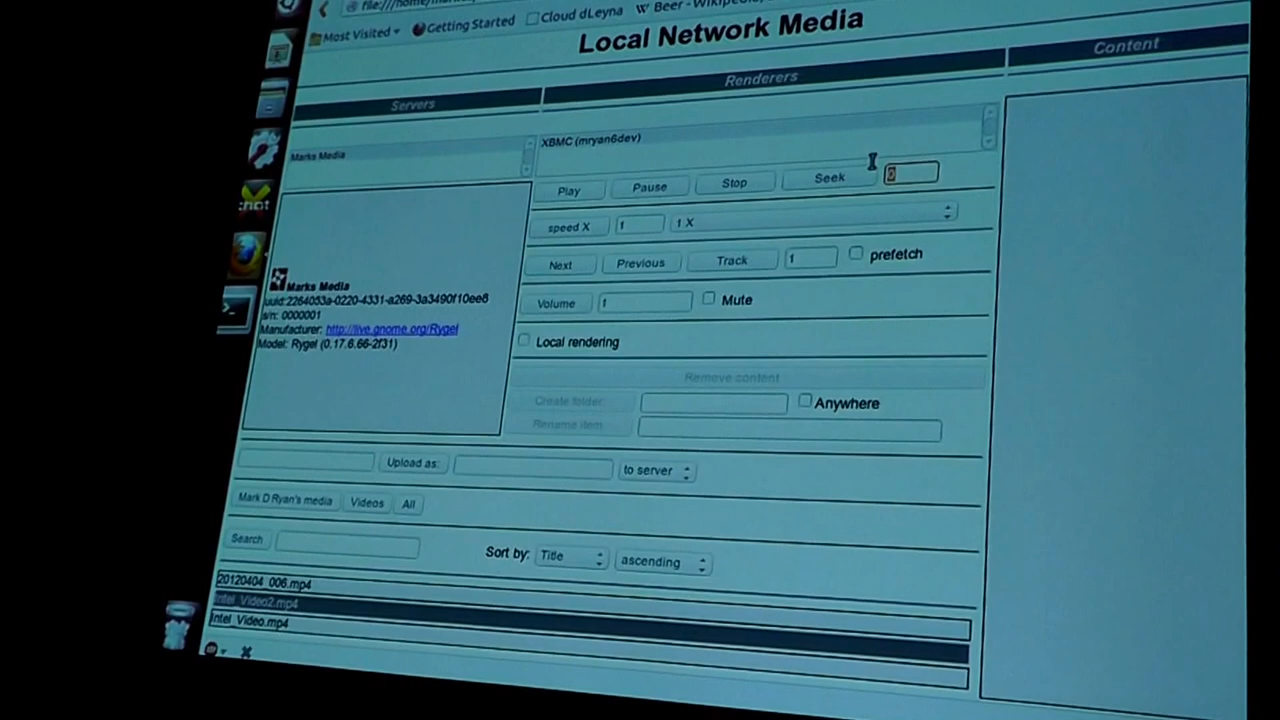 Most Visited
Getting Started
Cloud dLeyna
Local Network Media
Servers
Renderers
Content
Marks Media
XBMC (mryan6dev)
Play
Pause
Stop
Seek
0
speed X
1
1 X
Next
Previous
Track
1
prefetch
Volume
1
Mute
Marks Media
uuid:2264053a-0220-4331-a269-3a3490f10ee8
s/n: 0000001
Manufacturer: http://live.gnome.org/Rygel
Model: Rygel (0.17.6.66-2f31)
Local rendering
Remove content
Create folder:
Anywhere
Rename item
Upload as:
to server
Mark D Ryan's media
Videos
All
Search
Sort by:
Title
ascending
20120404_006.mp4
Intel_Video2.mp4
Intel_Video.mp4